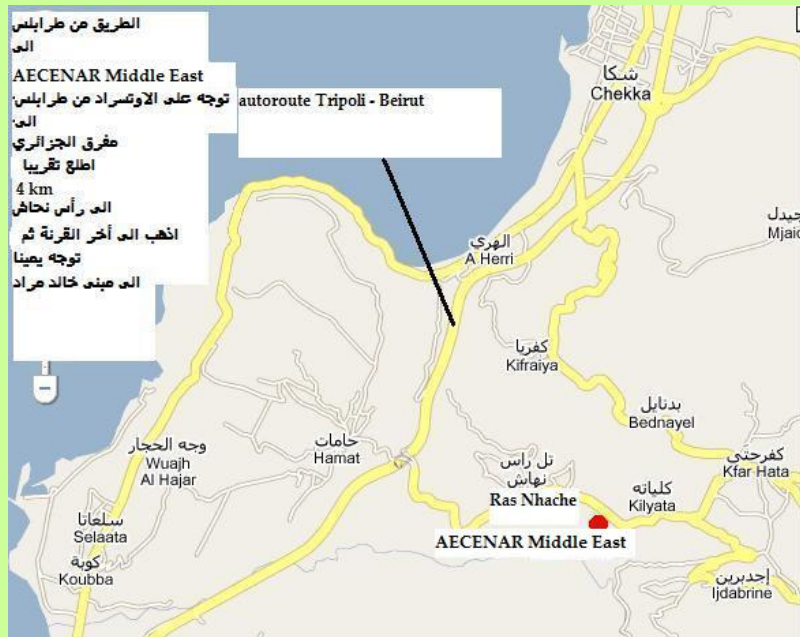 الطريق من طرابلس
الى
AECENAR Middle East
توجه على الاوتسراد من طرابلس
الى
مفرق الجزائري
اطلع تقريبا
4 km
الى رأس نحاش
اذهب الى أخر القرنة ثم
توجه يمينا
الى مبنى خالد مراد
autoroute Tripoli - Beirut
شكا
Chekka
جيدل
Mjaid
الهري
A Herri
كفريا
Kifraiya
بدنايل
Bednayel
وجه الحجار
Wuajh
Al Hajar
حامات
Hamat
تل راس
نهاش
Ras Nhache
كلياته
Kilyata
كفرحتى
Kfar Hata
AECENAR Middle East
سلعاتا
Selaata
كوبة
Koubba
إجدبرين
Ijdabrine